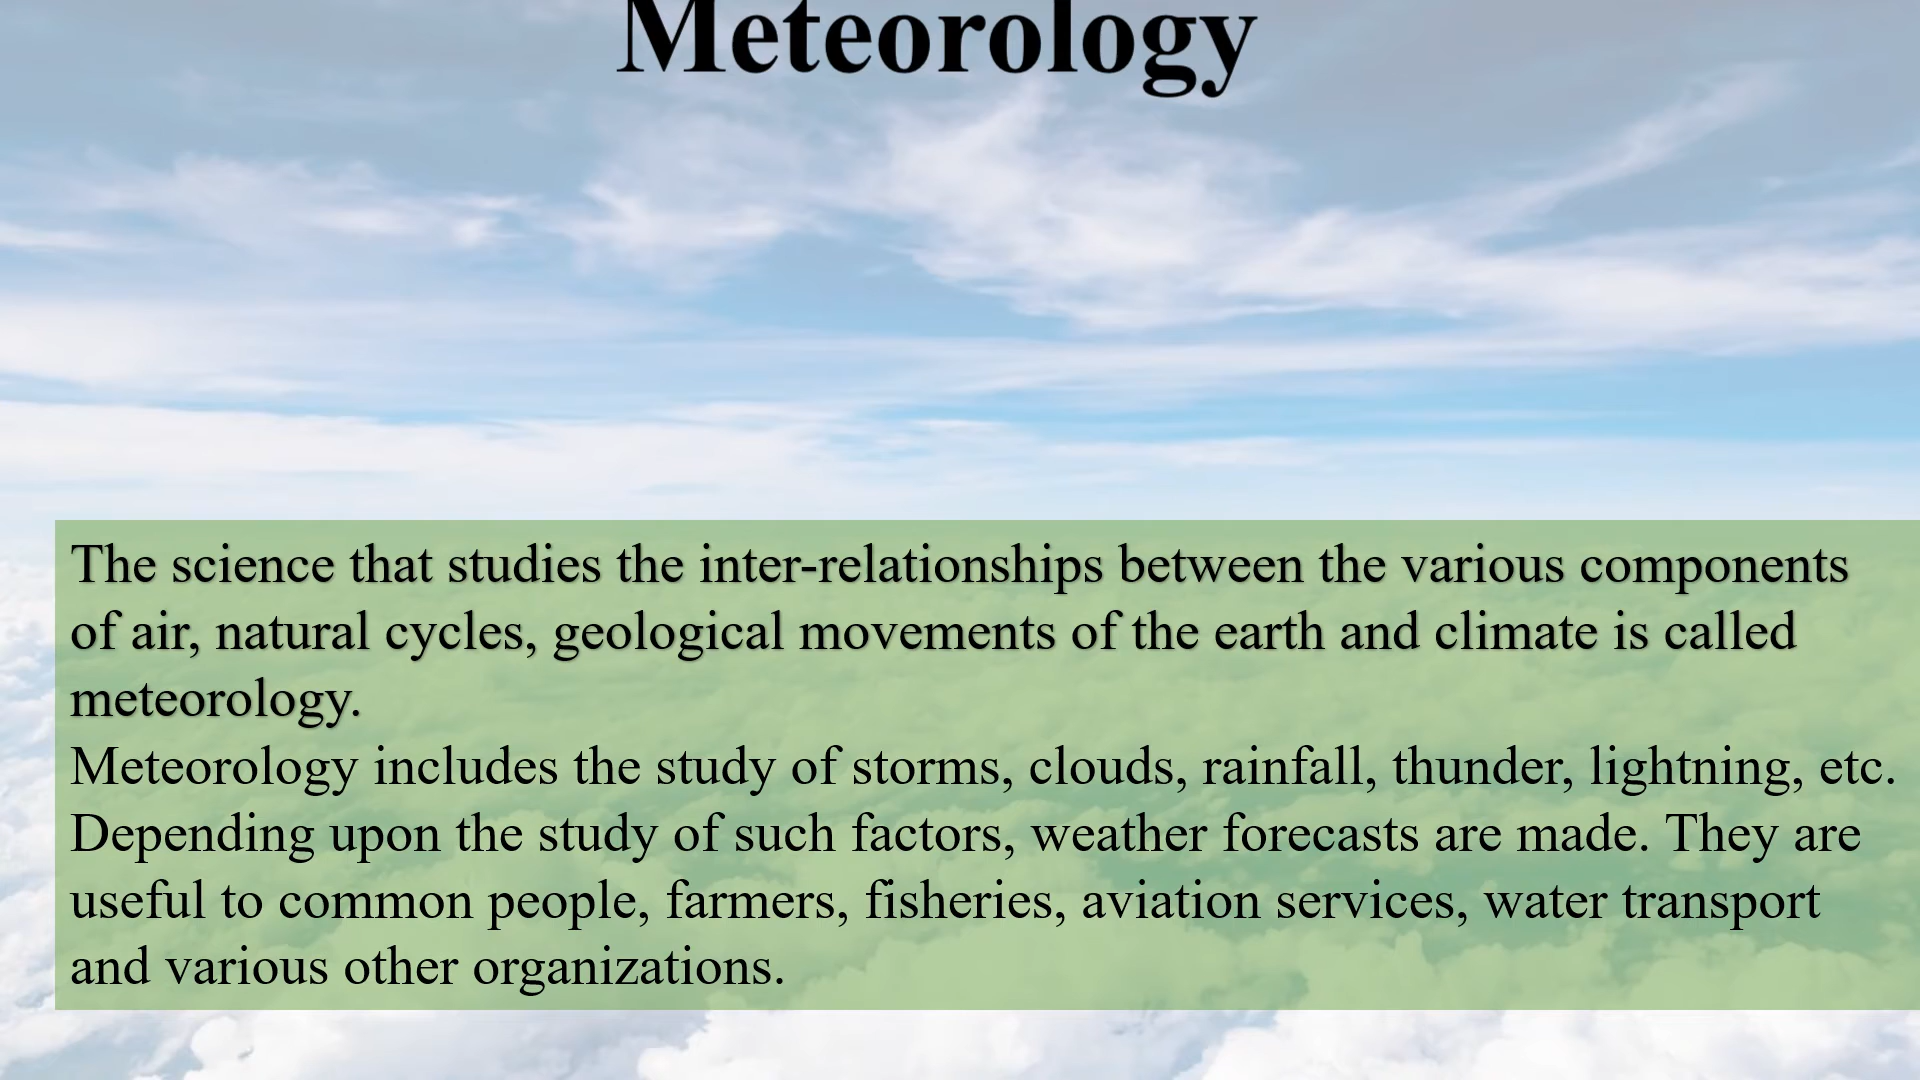 Meteorology
The science that studies the inter-relationships between the various components
of air, natural cycles, geological movements of the earth and climate is called
meteorology.
Meteorology includes the study of storms, clouds, rainfall, thunder, lightning, etc.
Depending upon the study of such factors, weather forecasts are made. They are
useful to common people, farmers, fisheries, aviation services, water transport
and various other organizations.